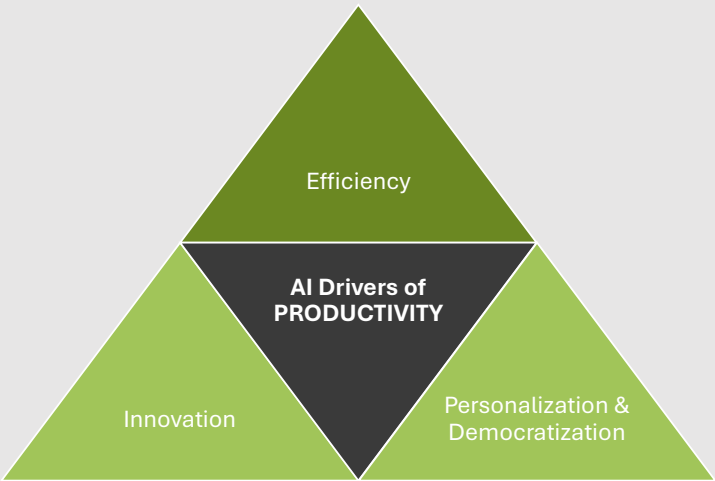 Efficiency
AI Drivers of
PRODUCTIVITY
Innovation
Personalization &
Democratization